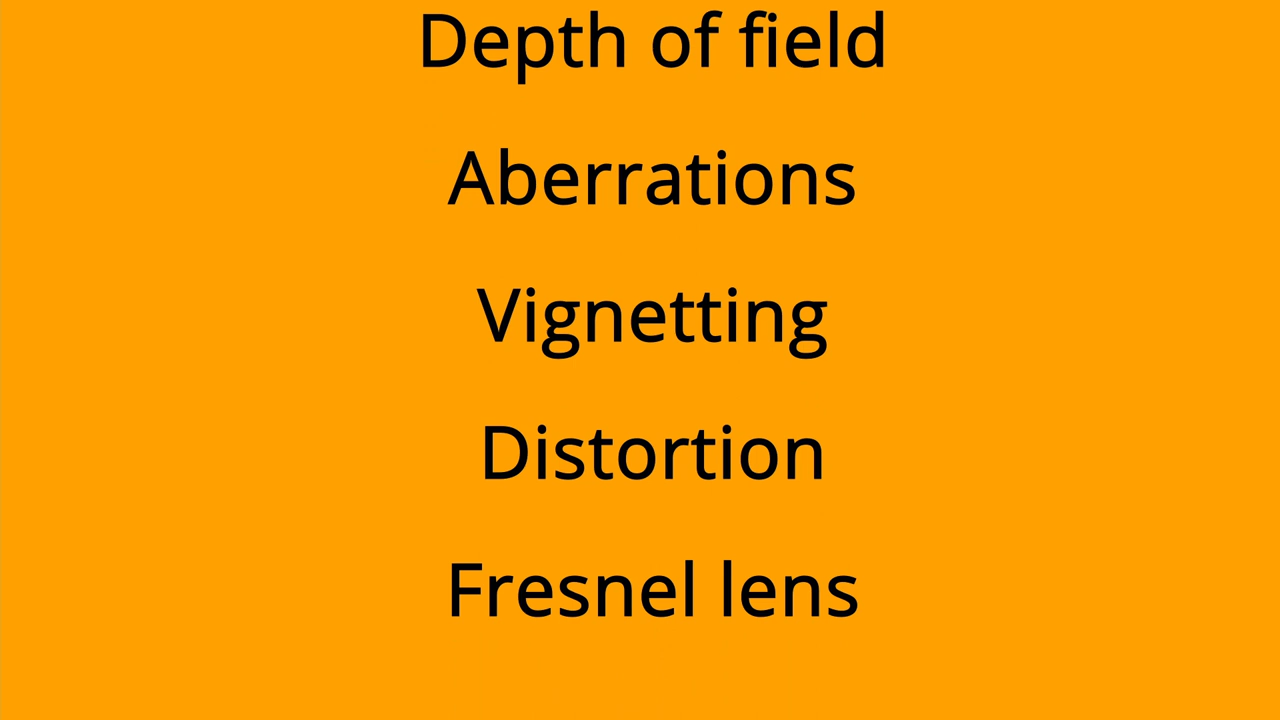 Depth of field
Aberrations
Vignetting
Distortion
Fresnel lens